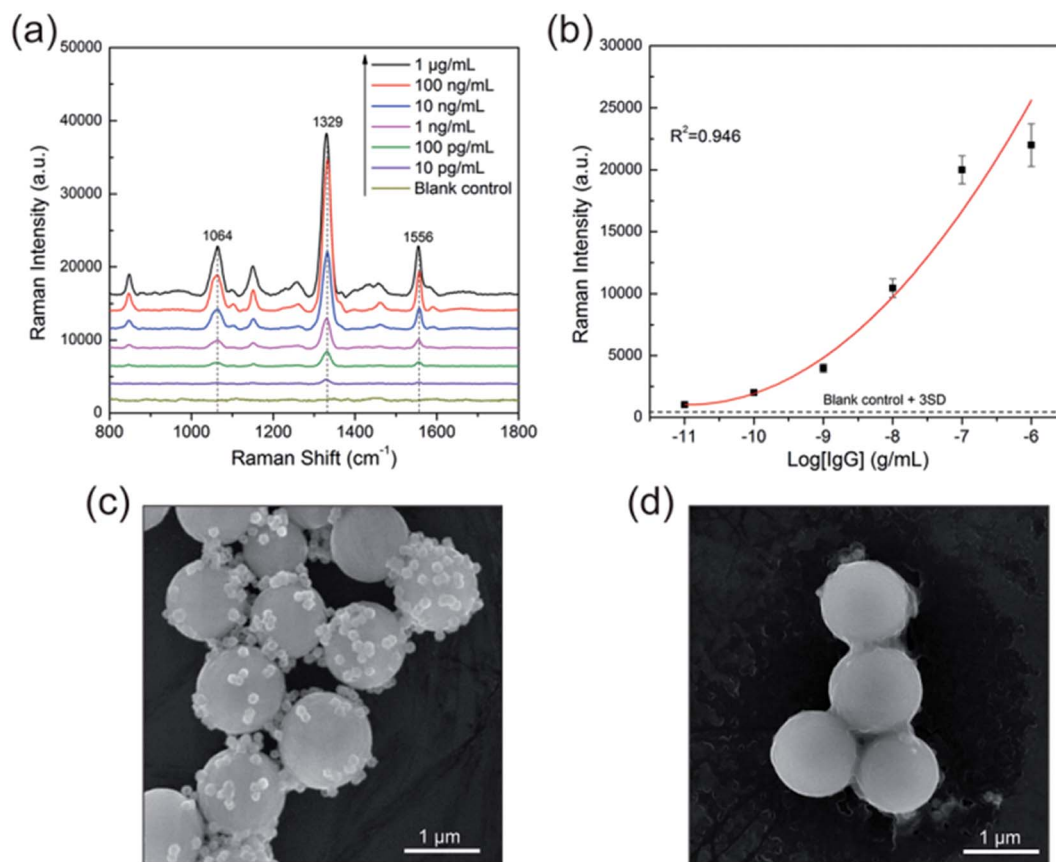 (a)
50000
40000
30000
20000
10000
0
Raman Intensity (a.u.)
1 µg/mL
100 ng/mL
10 ng/mL
1 ng/mL
100 pg/mL
10 pg/mL
Blank control
1064
1329
1556
800 1000 1200 1400 1600 1800
Raman Shift (cm⁻¹)
(b)
30000
25000
20000
15000
10000
5000
0
Raman Intensity (a.u.)
R²=0.946
Blank control + 3SD
-11 -10 -9 -8 -7 -6
Log[IgG] (g/mL)
(c)
1 µm
(d)
1 µm